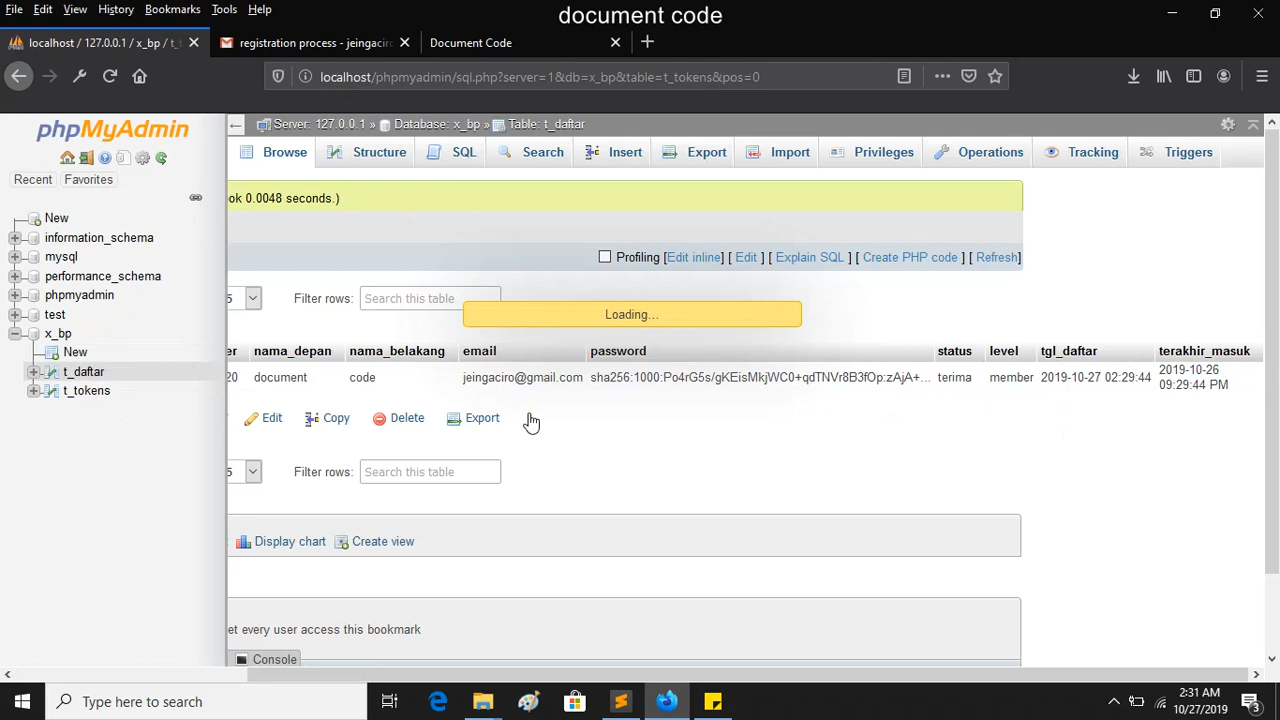 document code
File Edit View History Bookmarks Tools Help
localhost / 127.0.0.1 / x_bp / t_
registration process - jeingaciro
Document Code
localhost/phpmyadmin/sql.php?server=1&db=x_bp&table=t_tokens&pos=0
phpMyAdmin
Server: 127.0.0.1 » Database: x_bp » Table: t_daftar
Browse Structure SQL Search Insert Export Import Privileges Operations Tracking Triggers
Recent Favorites
New
information_schema
mysql
performance_schema
phpmyadmin
test
x_bp
New
t_daftar
t_tokens
ok 0.0048 seconds.)
Profiling [Edit inline] [ Edit ] [ Explain SQL ] [ Create PHP code ] [ Refresh]
5 Filter rows: Search this table
Loading...
er nama_depan nama_belakang email password status level tgl_daftar terakhir_masuk
20 document code jeingaciro@gmail.com sha256:1000:Po4rG5s/gKEisMkjWC0+qdTNVr8B3fOp:zAjA+... terima member 2019-10-27 02:29:44 2019-10-26
09:29:44 PM
Edit Copy Delete Export
5 Filter rows: Search this table
Display chart Create view
et every user access this bookmark
Console
Type here to search
2:31 AM
10/27/2019
3